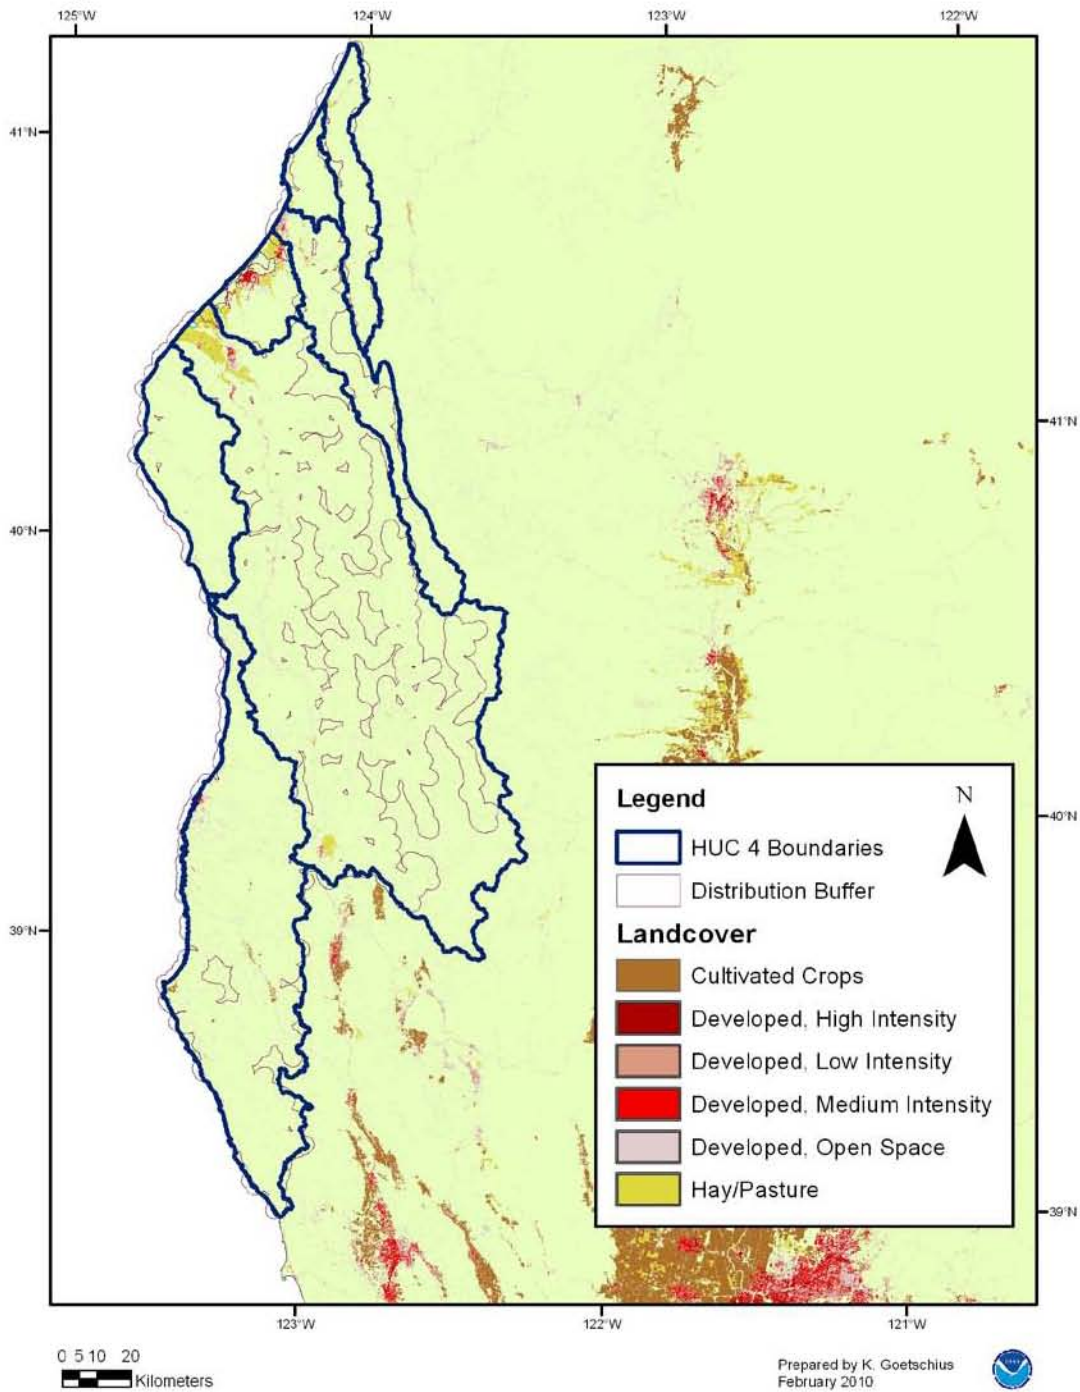 125°W 124°W 123°W 122°W
41°N
41°N
40°N
40°N
39°N
39°N
Legend
N
HUC 4 Boundaries
Distribution Buffer
Landcover
Cultivated Crops
Developed, High Intensity
Developed, Low Intensity
Developed, Medium Intensity
Developed, Open Space
Hay/Pasture
123°W 122°W 121°W
0 5 10 20
Kilometers
Prepared by K. Goetschius
February 2010